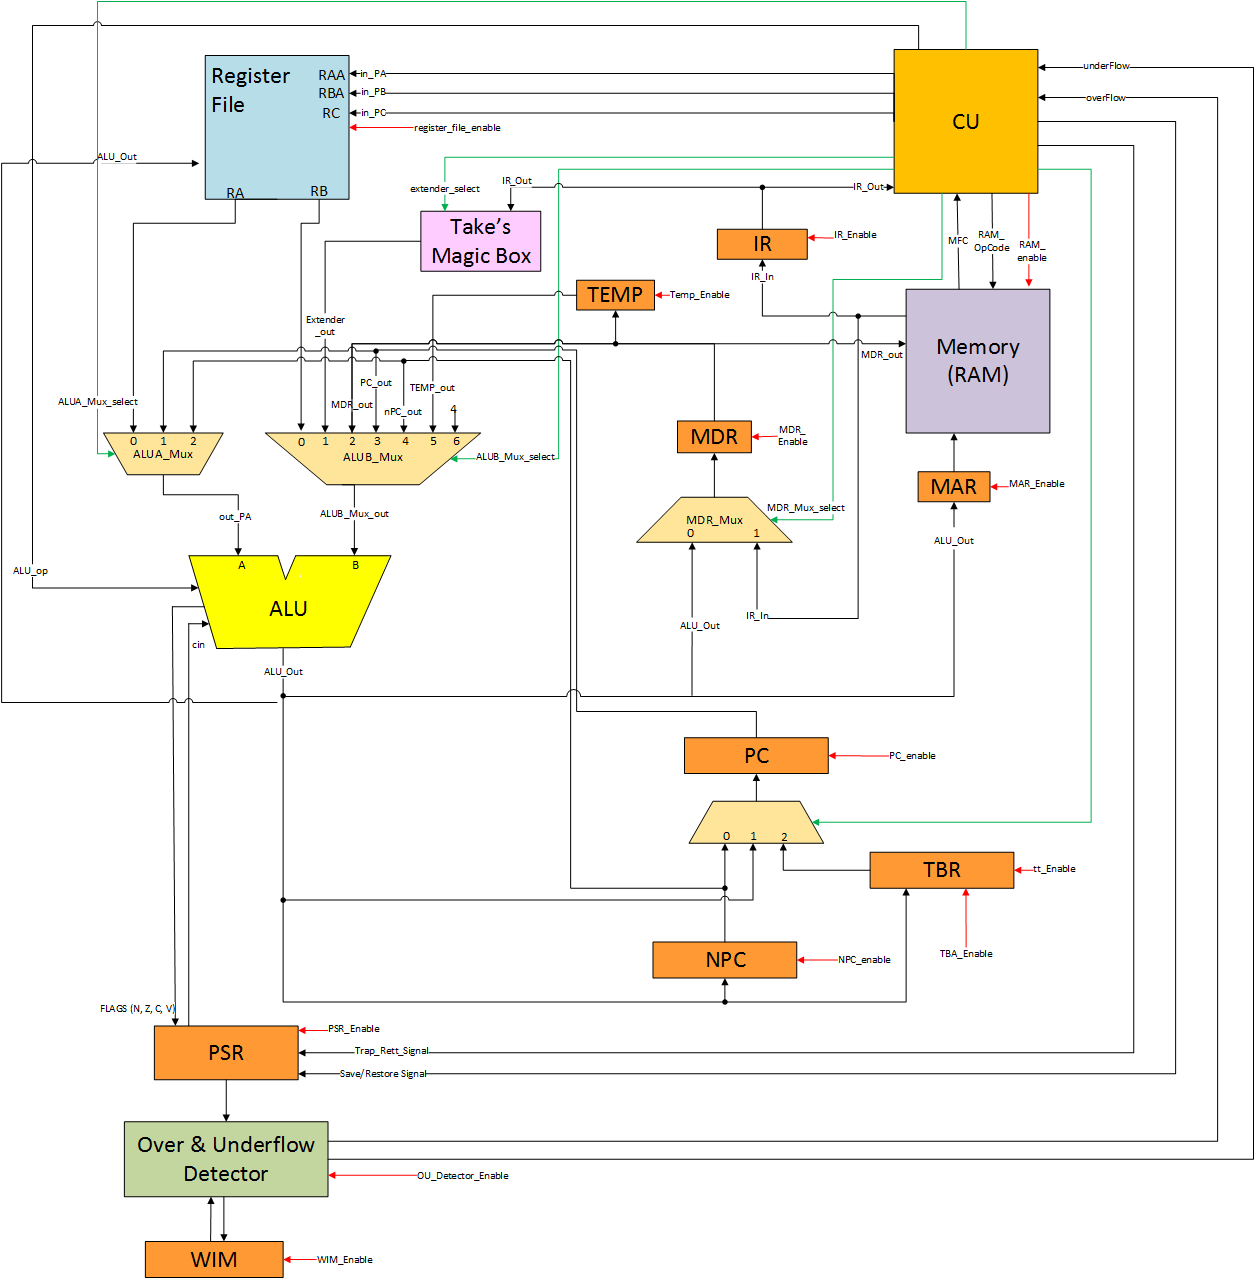 underFlow
Register
File
RAA
in_PA
RBA
in_PB
overFlow
RC
in_PC
CU
register_file_enable
ALU_Out
RA
RB
extender_select
IR_Out
IR_Out
Take's
Magic Box
IR
IR_Enable
MFC
RAM_
OpCode
RAM_
enable
IR_In
TEMP
Temp_Enable
Extender
_out
MDR_out
Memory
(RAM)
PC_out
TEMP_out
MDR_out
nPC_out
4
ALUA_Mux_select
0 1 2
ALUA_Mux
0 1 2 3 4 5 6
ALUB_Mux
ALUB_Mux_select
MDR
MDR_
Enable
MAR
MAR_Enable
out_PA
ALUB_Mux_out
MDR_Mux_select
MDR_Mux
0 1
ALU_Out
A
B
ALU_op
ALU
cin
ALU_Out
IR_In
ALU_Out
PC
PC_enable
0 1 2
TBR
tt_Enable
NPC
NPC_enable
TBA_Enable
FLAGS (N, Z, C, V)
PSR
PSR_Enable
Trap_Rett_Signal
Save/Restore Signal
Over & Underflow
Detector
OU_Detector_Enable
WIM
WIM_Enable